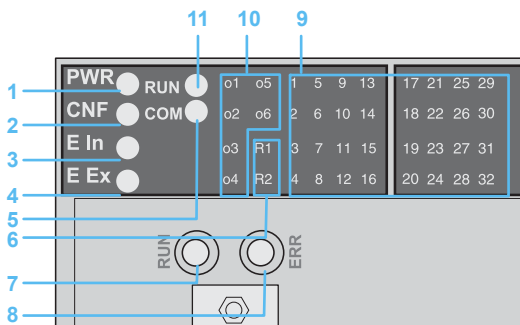 11 10 9
PWR RUN o1 o5 1 5 9 13 17 21 25 29
1
CNF COM o2 o6 2 6 10 14 18 22 26 30
2
E In o3 R1 3 7 11 15 19 23 27 31
3
E Ex o4 R2 4 8 12 16 20 24 28 32
4
5
6
RUN ERR
7
8